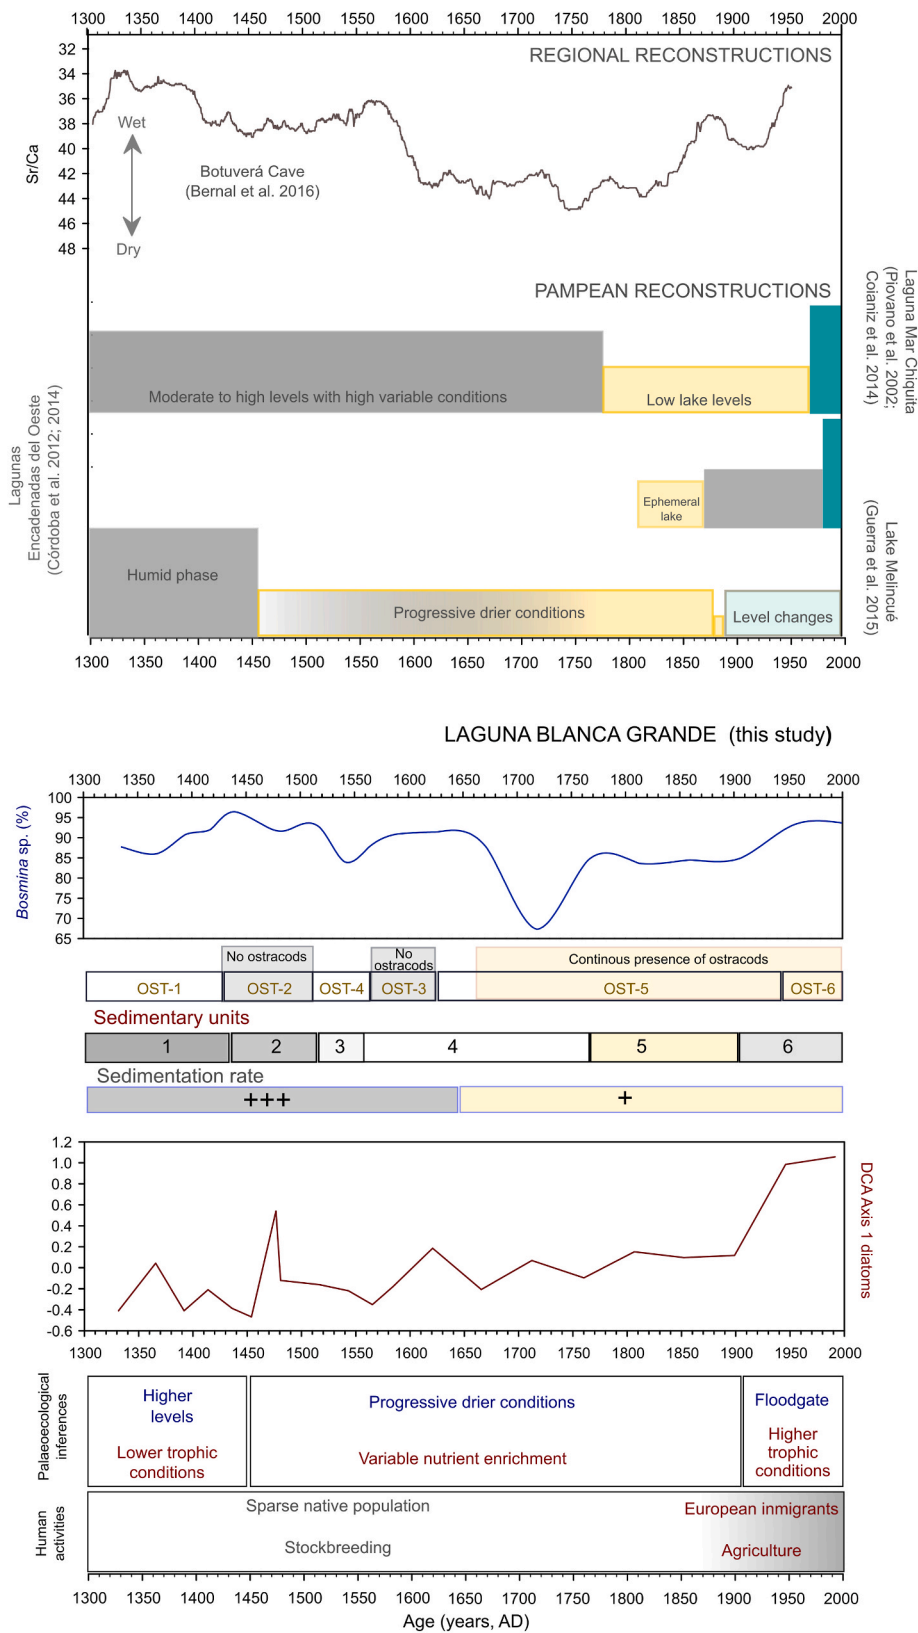 1300 1350 1400 1450 1500 1550 1600 1650 1700 1750 1800 1850 1900 1950 2000
REGIONAL RECONSTRUCTIONS
32
34
36
38
40
42
44
46
48
Sr/Ca
Wet
Dry
Botuverá Cave
(Bernal et al. 2016)
PAMPEAN RECONSTRUCTIONS
Laguna Mar Chiquita
(Piovano et al. 2002;
Coianiz et al. 2014)
Moderate to high levels with high variable conditions
Low lake levels
Lagunas
Encadenadas del Oeste
(Córdoba et al. 2012; 2014)
Ephemeral
lake
Lake Melincué
(Guerra et al. 2015)
Humid phase
Progressive drier conditions
Level changes
1300 1350 1400 1450 1500 1550 1600 1650 1700 1750 1800 1850 1900 1950 2000
LAGUNA BLANCA GRANDE (this study)
1300 1350 1400 1450 1500 1550 1600 1650 1700 1750 1800 1850 1900 1950 2000
100
95
90
85
80
75
70
65
Bosmina sp. (%)
No ostracods
No
ostracods
Continous presence of ostracods
OST-1 OST-2 OST-4 OST-3 OST-5 OST-6
Sedimentary units
1 2 3 4 5 6
Sedimentation rate
+++ +
1.2
1.0
0.8
0.6
0.4
0.2
0.0
-0.2
-0.4
-0.6
DCA Axis 1 diatoms
1300 1350 1400 1450 1500 1550 1600 1650 1700 1750 1800 1850 1900 1950 2000
Palaeoecological
inferences
Higher
levels
Lower trophic
conditions
Progressive drier conditions
Variable nutrient enrichment
Floodgate
Higher
trophic
conditions
Human
activities
Sparse native population
Stockbreeding
European inmigrants
Agriculture
1300 1350 1400 1450 1500 1550 1600 1650 1700 1750 1800 1850 1900 1950 2000
Age (years, AD)